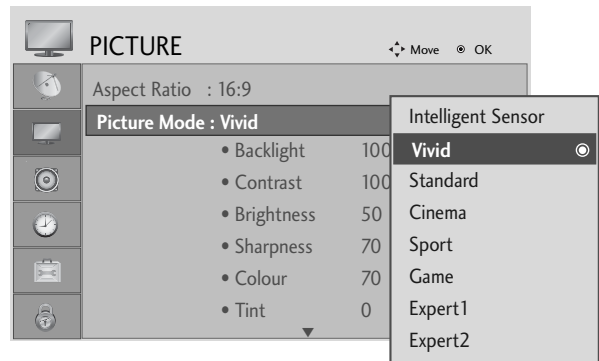 PICTURE
Move OK
Aspect Ratio : 16:9
Picture Mode : Vivid
• Backlight 100
• Contrast 100
• Brightness 50
• Sharpness 70
• Colour 70
• Tint 0
Intelligent Sensor
Vivid
Standard
Cinema
Sport
Game
Expert1
Expert2